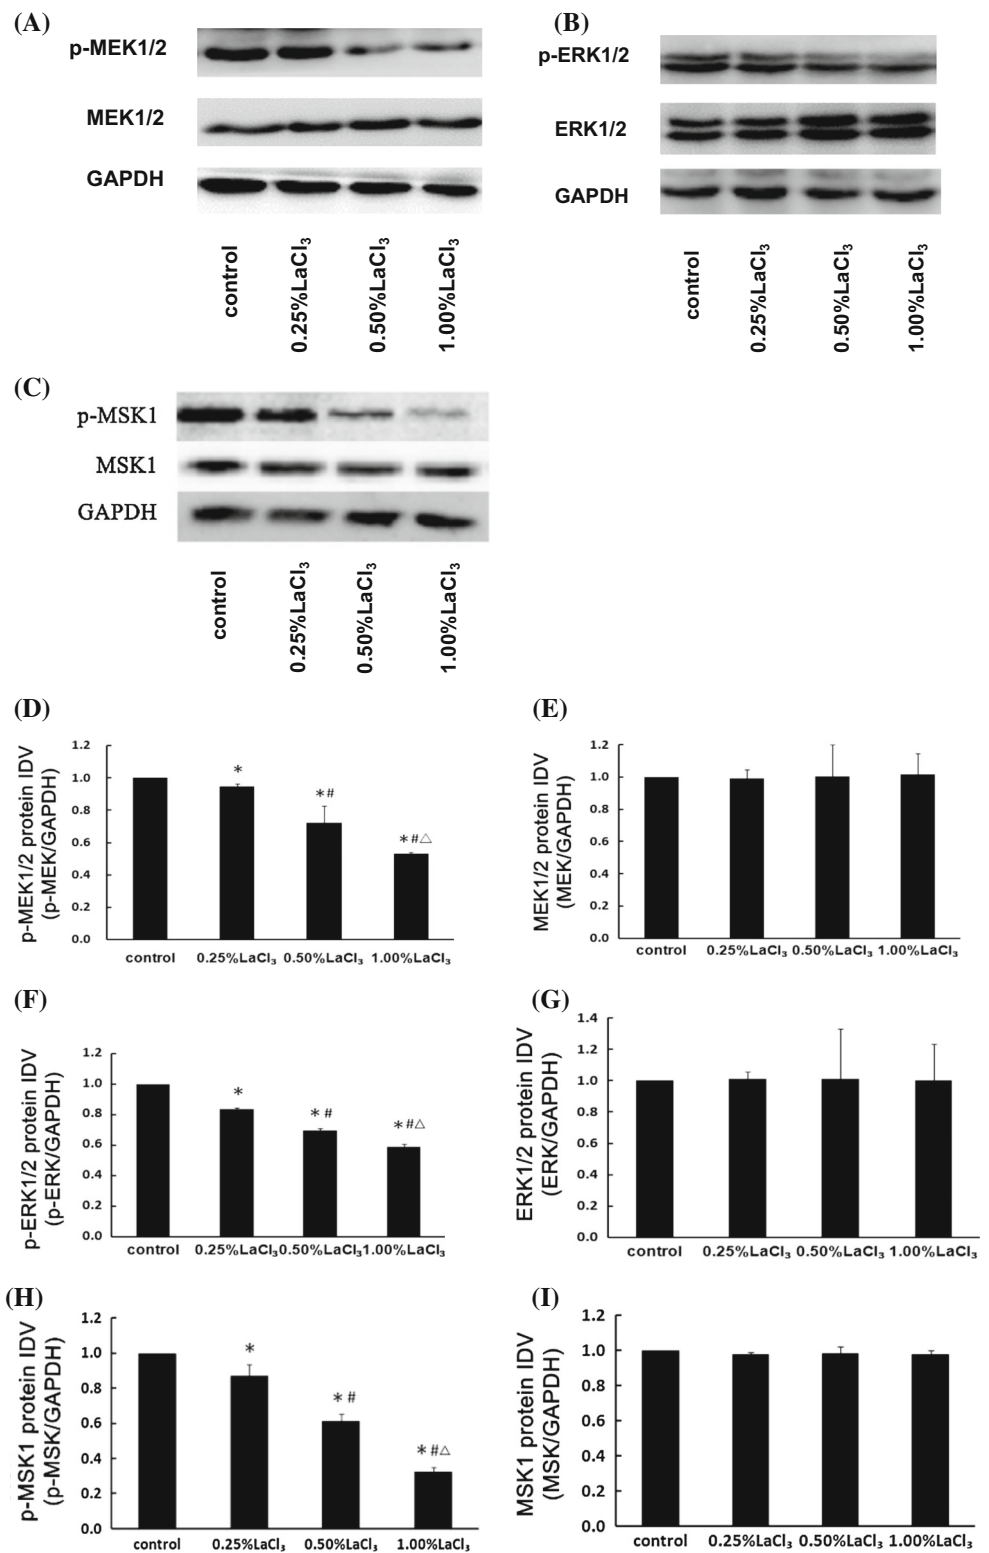 (A)
p-MEK1/2
MEK1/2
GAPDH
control
0.25%LaCl₃
0.50%LaCl₃
1.00%LaCl₃
(B)
p-ERK1/2
ERK1/2
GAPDH
control
0.25%LaCl₃
0.50%LaCl₃
1.00%LaCl₃
(C)
p-MSK1
MSK1
GAPDH
control
0.25%LaCl₃
0.50%LaCl₃
1.00%LaCl₃
(D)
p-MEK1/2 protein IDV
(p-MEK/GAPDH)
1.2
1.0
0.8
0.6
0.4
0.2
0.0
*
*#
*#△
control 0.25%LaCl₃ 0.50%LaCl₃ 1.00%LaCl₃
(E)
MEK1/2 protein IDV
(MEK/GAPDH)
1.2
1.0
0.8
0.6
0.4
0.2
0.0
control 0.25%LaCl₃ 0.50%LaCl₃ 1.00%LaCl₃
(F)
p-ERK1/2 protein IDV
(p-ERK/GAPDH)
1.2
1.0
0.8
0.6
0.4
0.2
0.0
*
*#
*#△
control 0.25%LaCl₃ 0.50%LaCl₃ 1.00%LaCl₃
(G)
ERK1/2 protein IDV
(ERK/GAPDH)
1.4
1.2
1.0
0.8
0.6
0.4
0.2
0.0
control 0.25%LaCl₃ 0.50%LaCl₃ 1.00%LaCl₃
(H)
p-MSK1 protein IDV
(p-MSK/GAPDH)
1.2
1.0
0.8
0.6
0.4
0.2
0.0
*
*#
*#△
control 0.25%LaCl₃ 0.50%LaCl₃ 1.00%LaCl₃
(I)
MSK1 protein IDV
(MSK/GAPDH)
1.2
1.0
0.8
0.6
0.4
0.2
0.0
control 0.25%LaCl₃ 0.50%LaCl₃ 1.00%LaCl₃